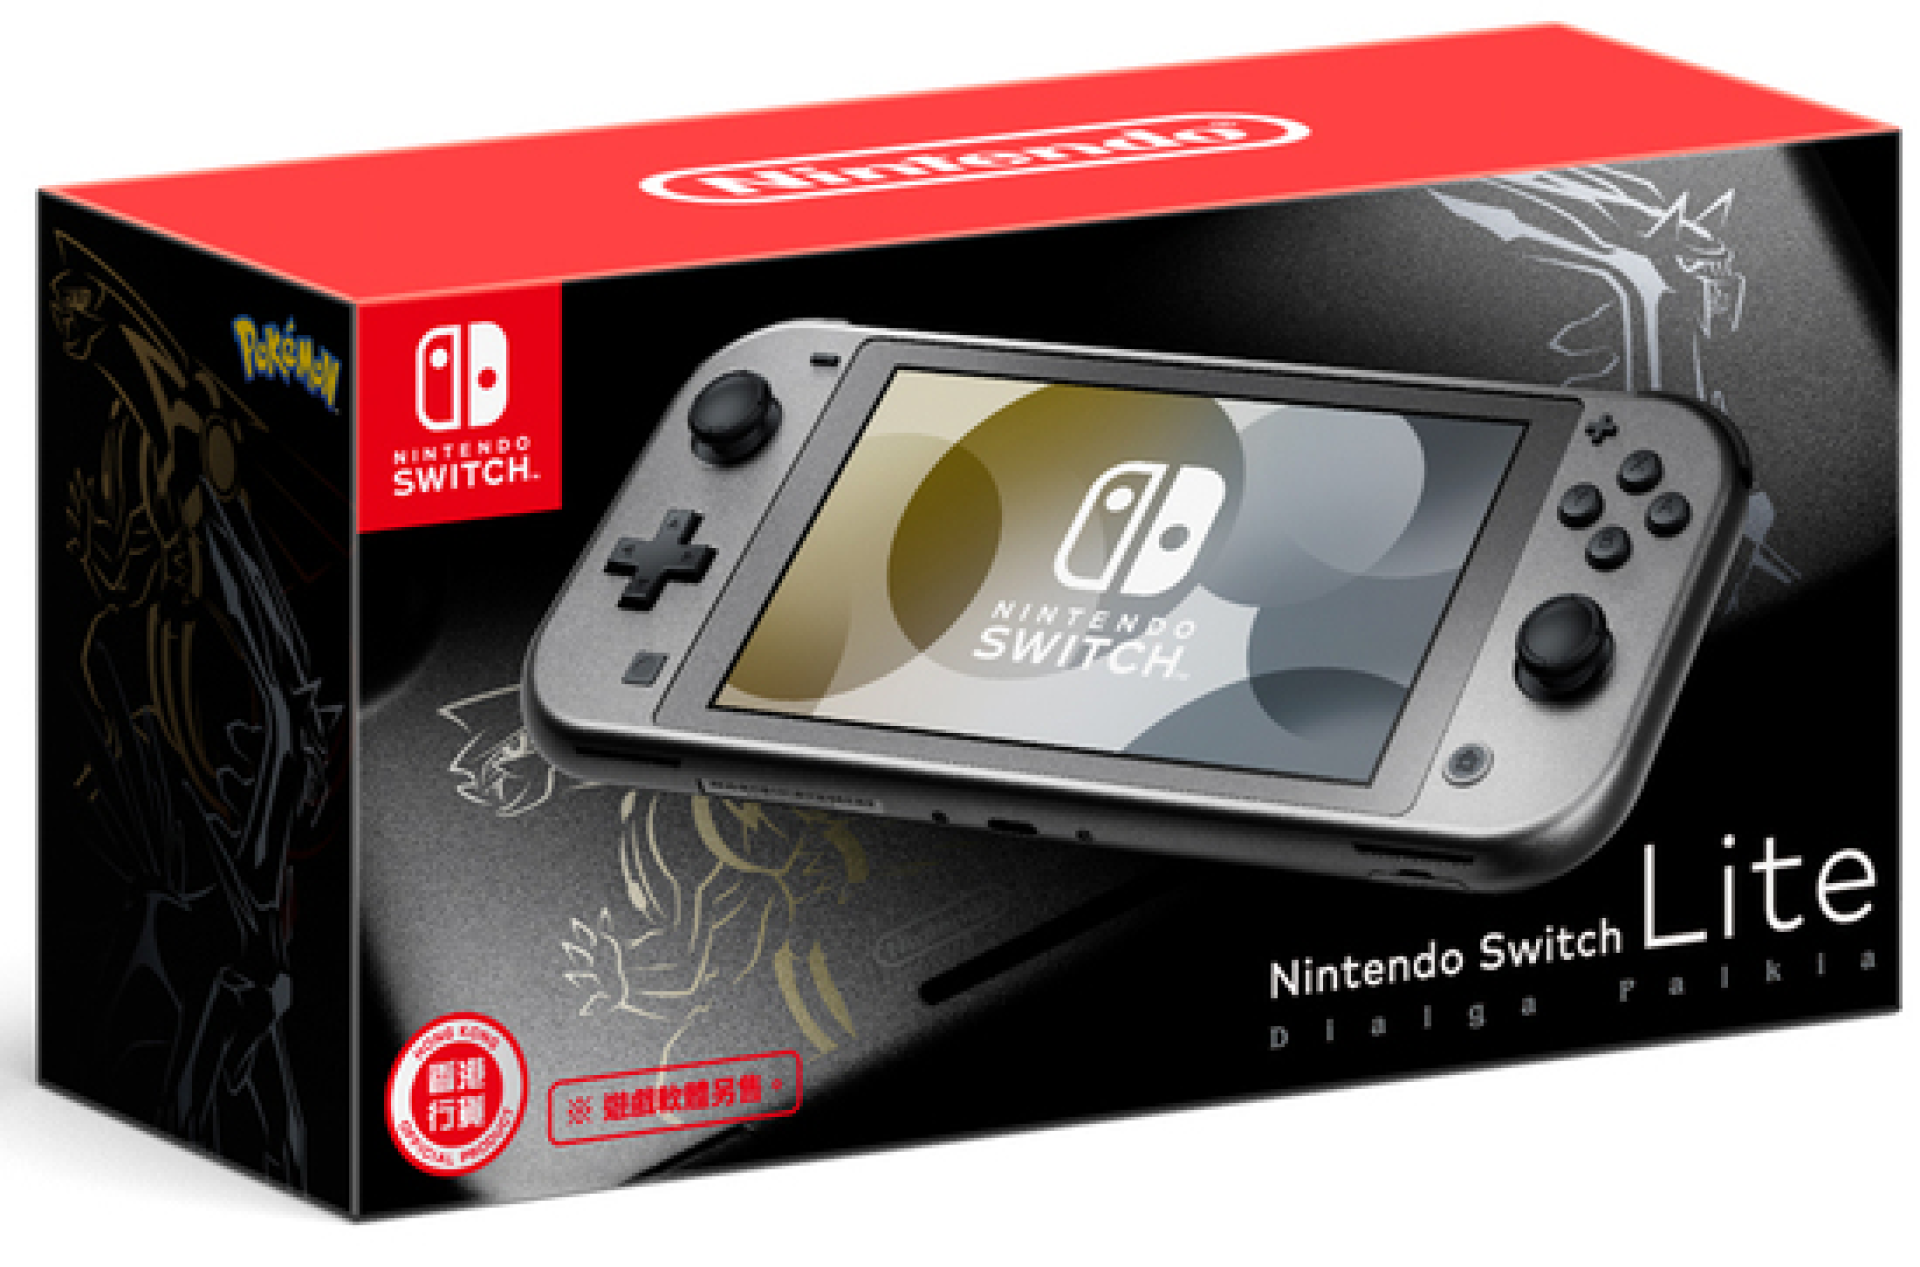 Nintendo
Pokémon
NINTENDO
SWITCH
NINTENDO
SWITCH
Nintendo Switch Lite
Dialga Palkia
HONG KONG
香港
行貨
OFFICIAL PRODUCT
※ 遊戲軟體另售。